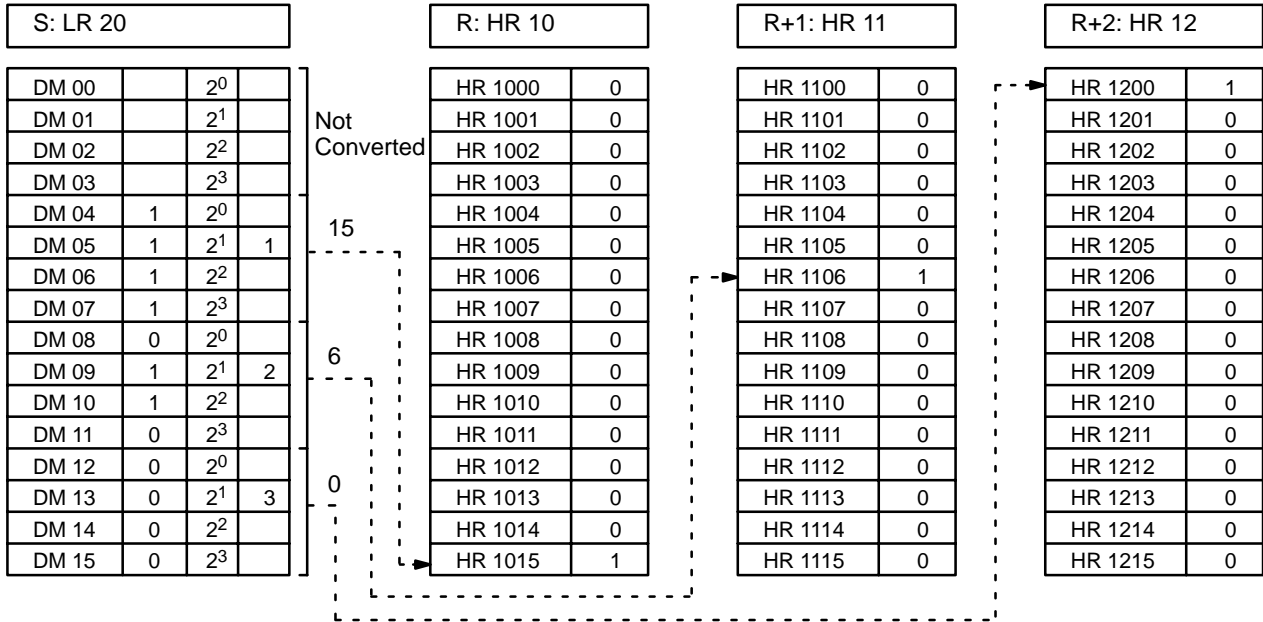 S: LR 20 R: HR 10 R+1: HR 11 R+2: HR 12
DM 00 2⁰ HR 1000 0 HR 1100 0 HR 1200 1
DM 01 2¹ Not HR 1001 0 HR 1101 0 HR 1201 0
DM 02 2² Converted HR 1002 0 HR 1102 0 HR 1202 0
DM 03 2³ HR 1003 0 HR 1103 0 HR 1203 0
DM 04 1 2⁰ 15 HR 1004 0 HR 1104 0 HR 1204 0
DM 05 1 2¹ 1 HR 1005 0 HR 1105 0 HR 1205 0
DM 06 1 2² HR 1006 0 HR 1106 1 HR 1206 0
DM 07 1 2³ HR 1007 0 HR 1107 0 HR 1207 0
DM 08 0 2⁰ 6 HR 1008 0 HR 1108 0 HR 1208 0
DM 09 1 2¹ 2 HR 1009 0 HR 1109 0 HR 1209 0
DM 10 1 2² HR 1010 0 HR 1110 0 HR 1210 0
DM 11 0 2³ HR 1011 0 HR 1111 0 HR 1211 0
DM 12 0 2⁰ HR 1012 0 HR 1112 0 HR 1212 0
DM 13 0 2¹ 3 0 HR 1013 0 HR 1113 0 HR 1213 0
DM 14 0 2² HR 1014 0 HR 1114 0 HR 1214 0
DM 15 0 2³ HR 1015 1 HR 1115 0 HR 1215 0